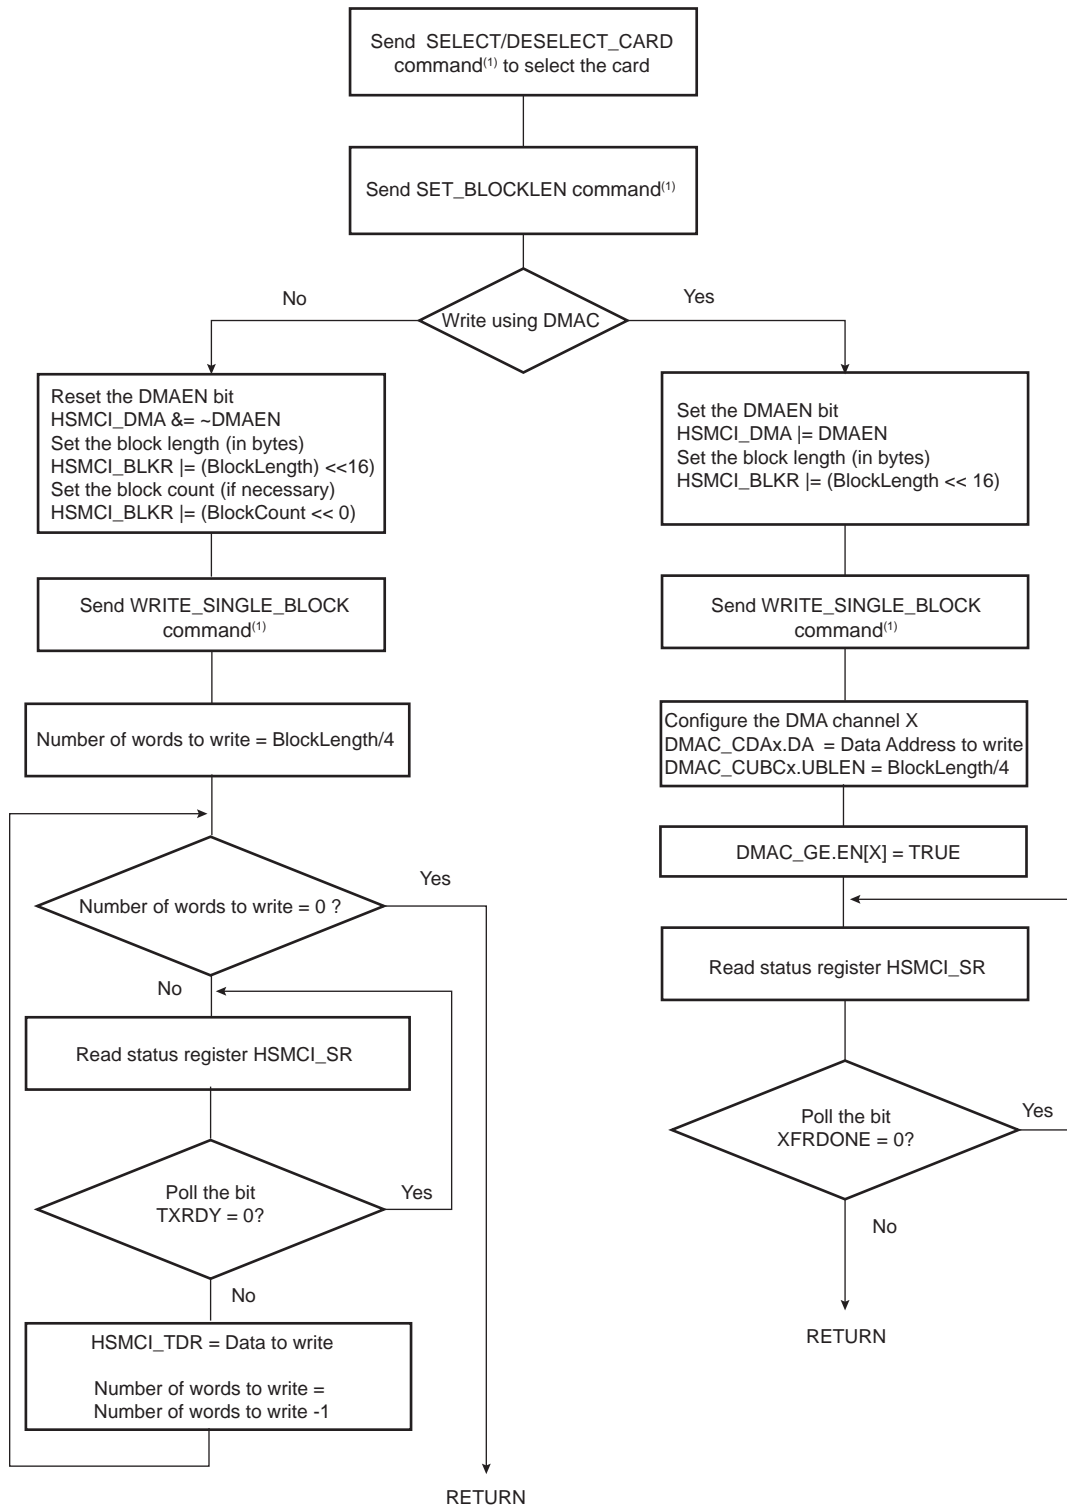 Send SELECT/DESELECT_CARD
command(1) to select the card
Send SET_BLOCKLEN command(1)
No
Yes
Write using DMAC
Reset the DMAEN bit
HSMCI_DMA &= ~DMAEN
Set the block length (in bytes)
HSMCI_BLKR |= (BlockLength) <<16)
Set the block count (if necessary)
HSMCI_BLKR |= (BlockCount << 0)
Send WRITE_SINGLE_BLOCK
command(1)
Number of words to write = BlockLength/4
Number of words to write = 0 ?
Yes
No
Read status register HSMCI_SR
Poll the bit
TXRDY = 0?
Yes
No
HSMCI_TDR = Data to write
Number of words to write =
Number of words to write -1
RETURN
Set the DMAEN bit
HSMCI_DMA |= DMAEN
Set the block length (in bytes)
HSMCI_BLKR |= (BlockLength << 16)
Send WRITE_SINGLE_BLOCK
command(1)
Configure the DMA channel X
DMAC_CDAx.DA = Data Address to write
DMAC_CUBCx.UBLEN = BlockLength/4
DMAC_GE.EN[X] = TRUE
Read status register HSMCI_SR
Poll the bit
XFRDONE = 0?
Yes
No
RETURN